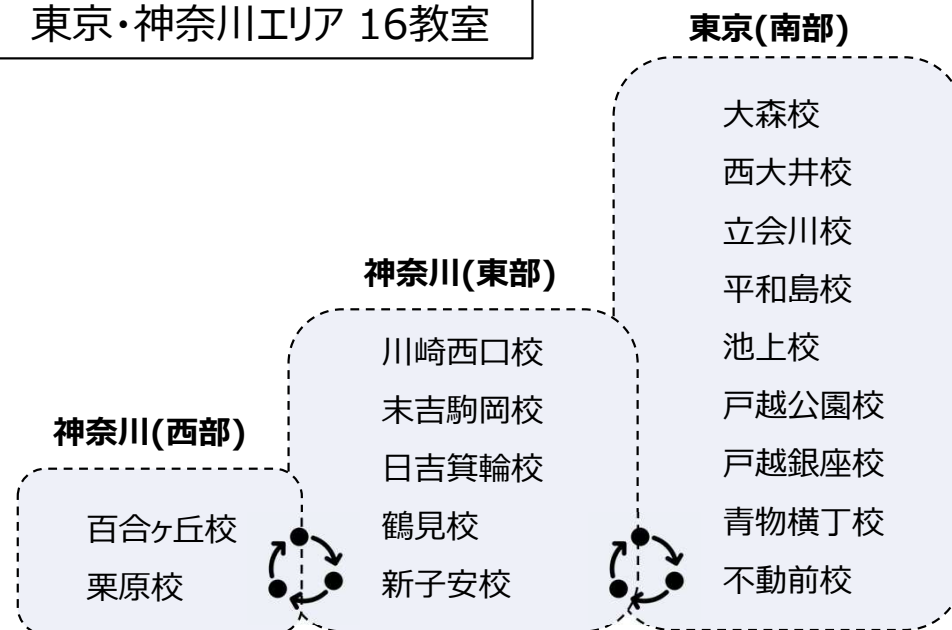 東京・神奈川エリア 16教室
神奈川(西部)
百合ヶ丘校
栗原校
神奈川(東部)
川崎西口校
末吉駒岡校
日吉箕輪校
鶴見校
新子安校
東京(南部)
大森校
西大井校
立会川校
平和島校
池上校
戸越公園校
戸越銀座校
青物横丁校
不動前校